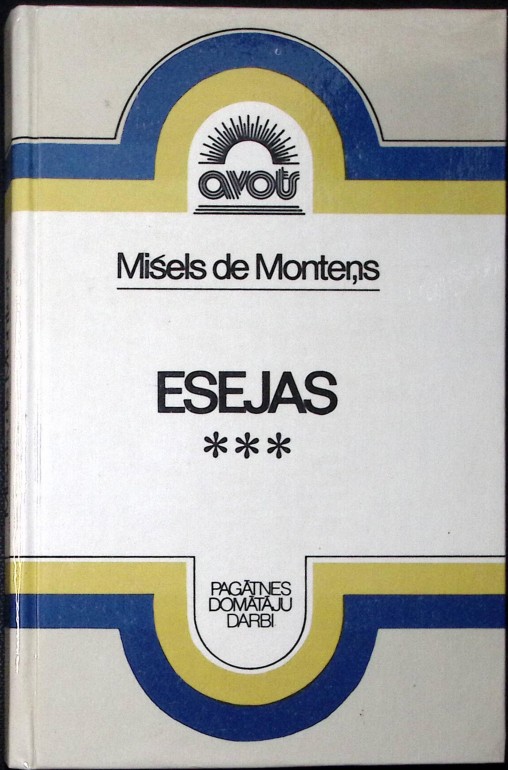 avots
Mišels de Monteņs
ESEJAS
***
PAGĀTNES
DOMĀTĀJU
DARBI